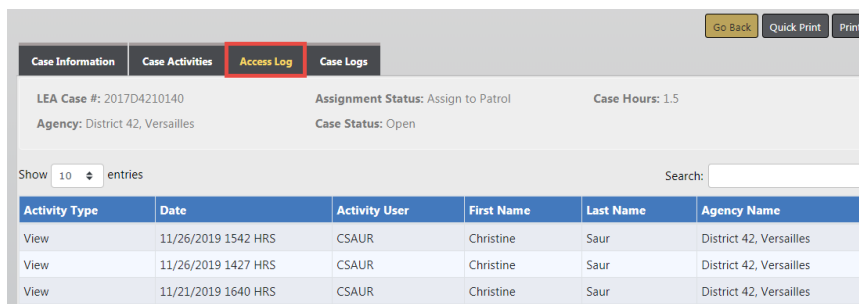 Go Back Quick Print Print
Case Information Case Activities Access Log Case Logs
LEA Case #: 2017D4210140 Assignment Status: Assign to Patrol Case Hours: 1.5
Agency: District 42, Versailles Case Status: Open
Show 10 entries Search:
Activity Type Date Activity User First Name Last Name Agency Name
View 11/26/2019 1542 HRS CSAUR Christine Saur District 42, Versailles
View 11/26/2019 1427 HRS CSAUR Christine Saur District 42, Versailles
View 11/21/2019 1640 HRS CSAUR Christine Saur District 42, Versailles